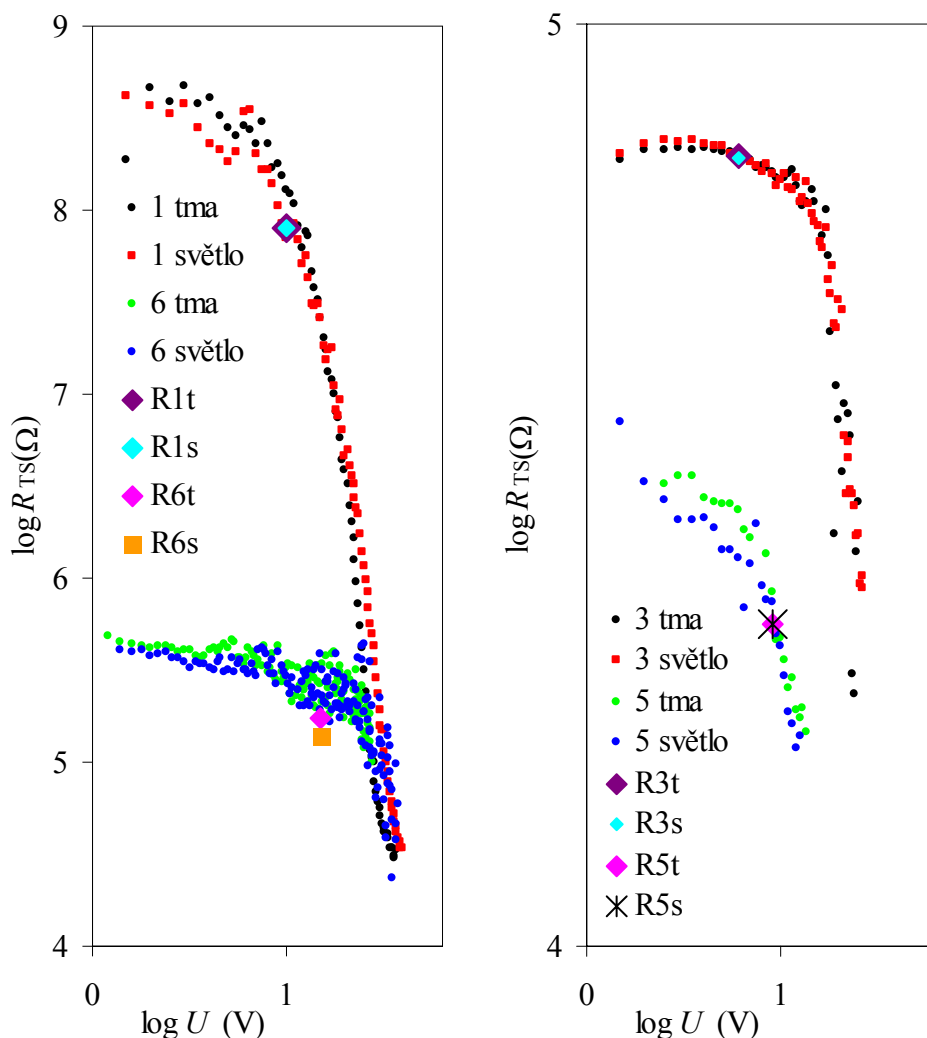 9
8
7
6
5
4
log RTS(Ω)
1 tma
1 světlo
6 tma
6 světlo
R1t
R1s
R6t
R6s
0
1
log U (V)
5
4
log RTS(Ω)
3 tma
3 světlo
5 tma
5 světlo
R3t
R3s
R5t
R5s
0
1
log U (V)